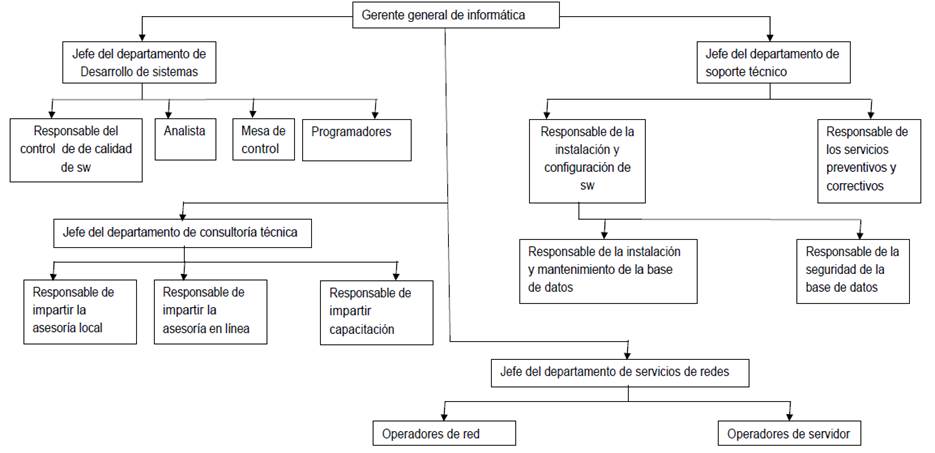 Gerente general de informática
Jefe del departamento de
Desarrollo de sistemas
Jefe del departamento de
soporte técnico
Responsable del
control de de calidad
de sw
Analista
Mesa de
control
Programadores
Responsable de la
instalación y
configuración de
sw
Responsable de
los servicios
preventivos y
correctivos
Jefe del departamento de consultoría técnica
Responsable de la instalación
y mantenimiento de la base
de datos
Responsable de la
seguridad de la
base de datos
Responsable de
impartir la
asesoría local
Responsable de
impartir la
asesoría en línea
Responsable de
impartir
capacitación
Jefe del departamento de servicios de redes
Operadores de red
Operadores de servidor